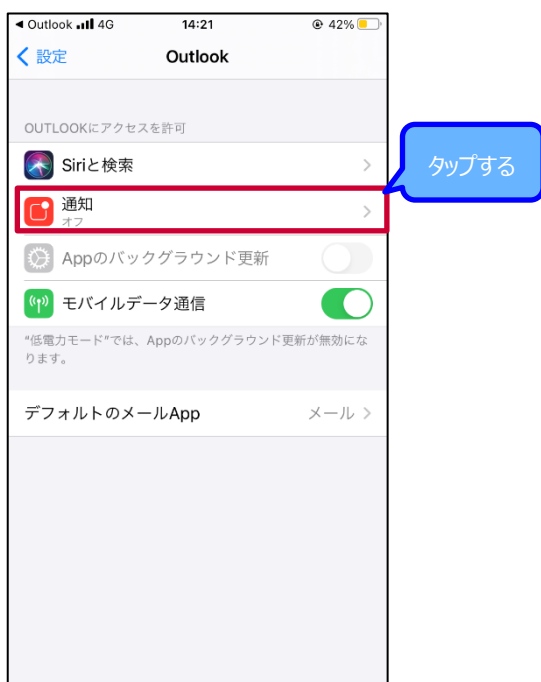 ◀ Outlook 4G 14:21 42%
設定 Outlook
OUTLOOKにアクセスを許可
Siriと検索
タップする
通知
オフ
Appのバックグラウンド更新
モバイルデータ通信
“低電力モード”では、Appのバックグラウンド更新が無効にな
ります。
デフォルトのメールApp メール